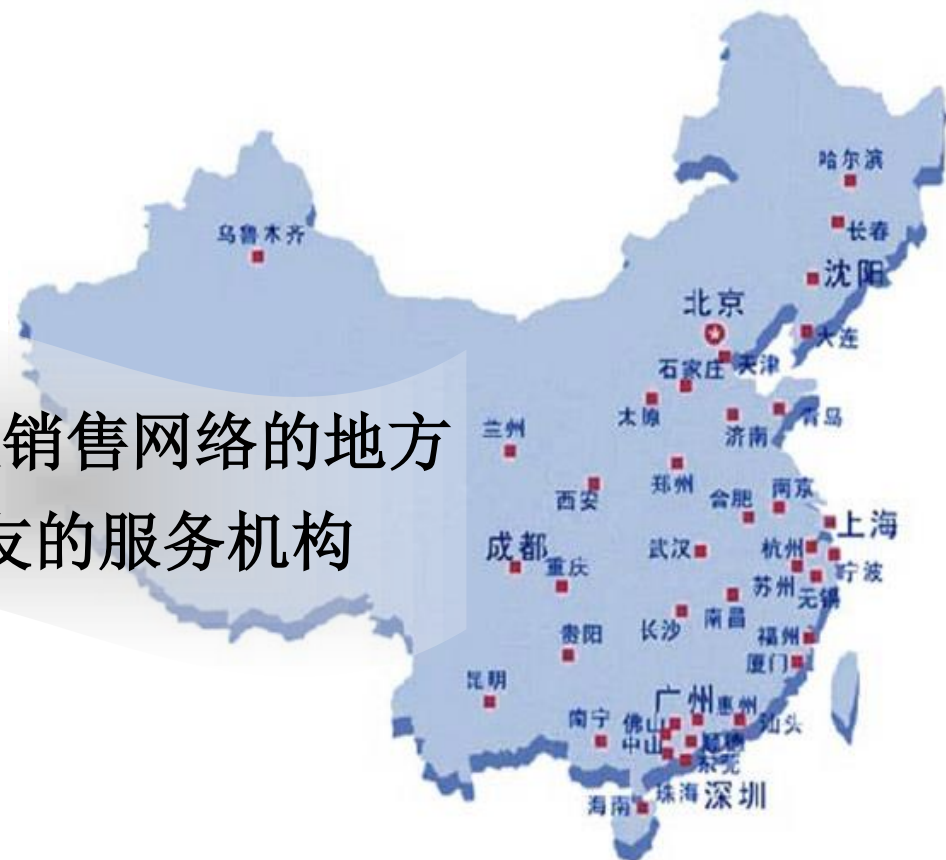 哈尔滨
长春
乌鲁木齐
沈阳
北京
大连
天津
石家庄
太原
青岛
济南
销售网络的地方
兰州
郑州
西安
合肥
南京
上海
友的服务机构
成都
武汉
杭州
重庆
宁波
苏州
无锡
南昌
长沙
贵阳
福州
厦门
昆明
广州
惠州
南宁
佛山
汕头
中山
顺德
东莞
海南
珠海
深圳